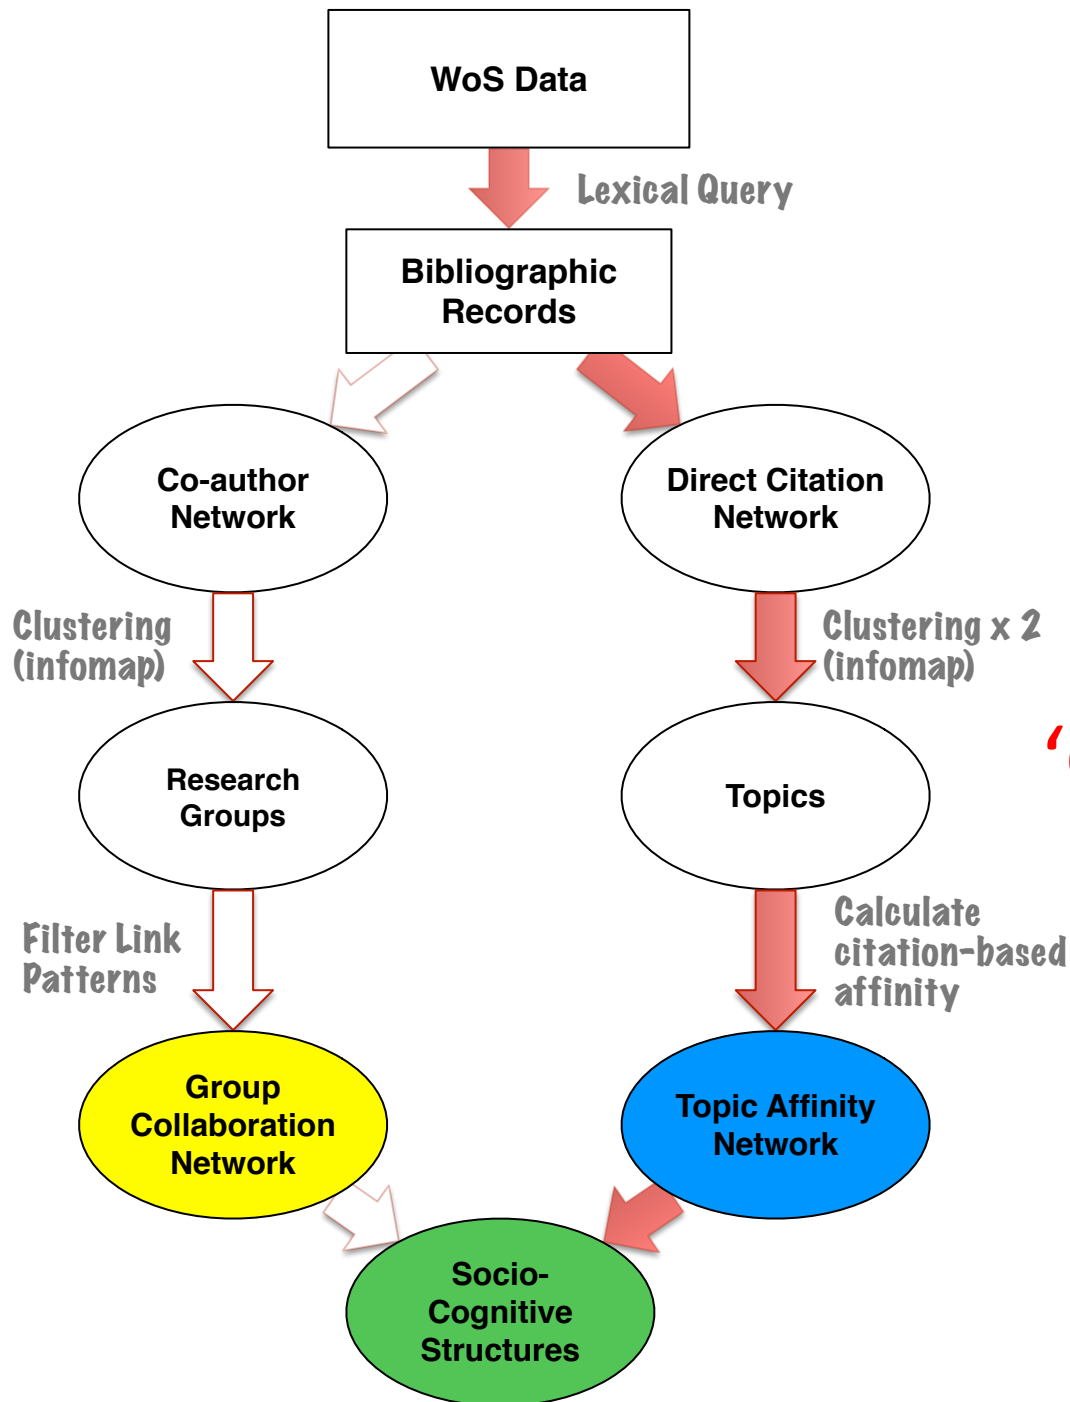 WoS Data
Lexical Query
Bibliographic
Records
Co-author
Network
Direct Citation
Network
Clustering
(infomap)
Clustering x 2
(infomap)
Research
Groups
Topics
Filter Link
Patterns
Calculate
citation-based
affinity
Group
Collaboration
Network
Topic Affinity
Network
Socio-
Cognitive
Structures